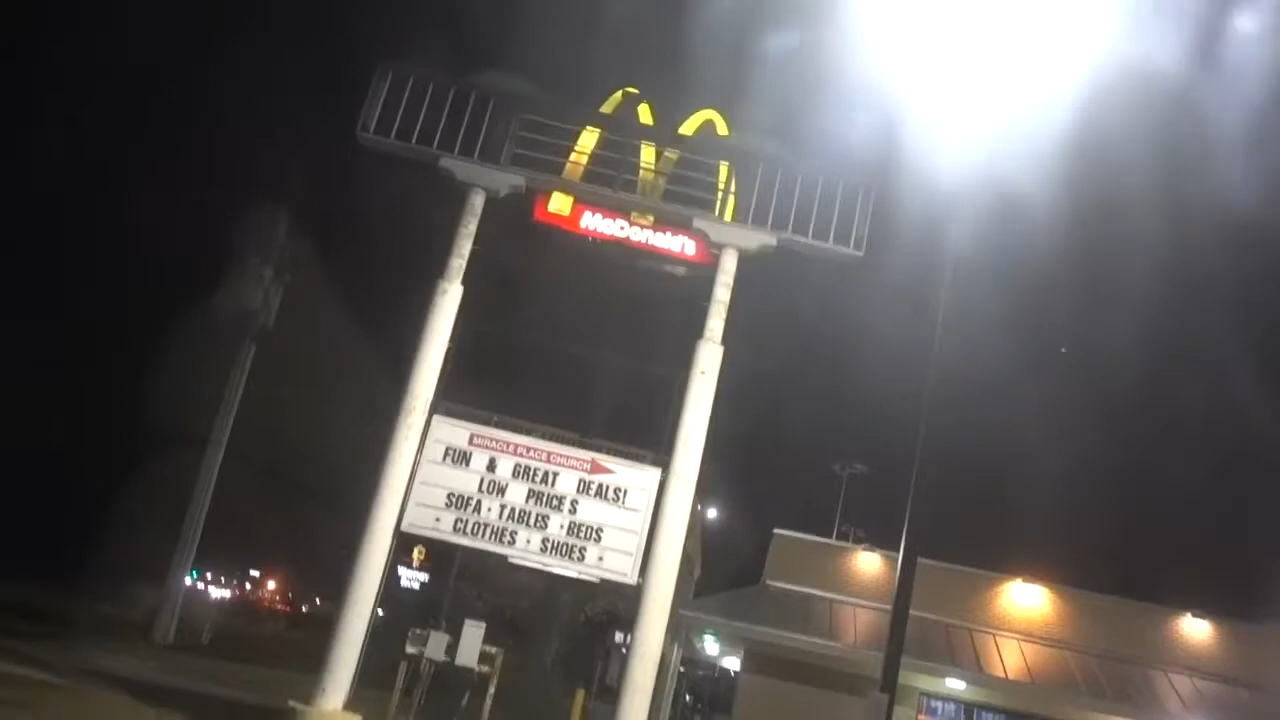 McDonald's
MIRACLE PLACE CHURCH
FUN & GREAT DEALS!
LOW PRICES
SOFA · TABLES · BEDS
· CLOTHES · SHOES ·